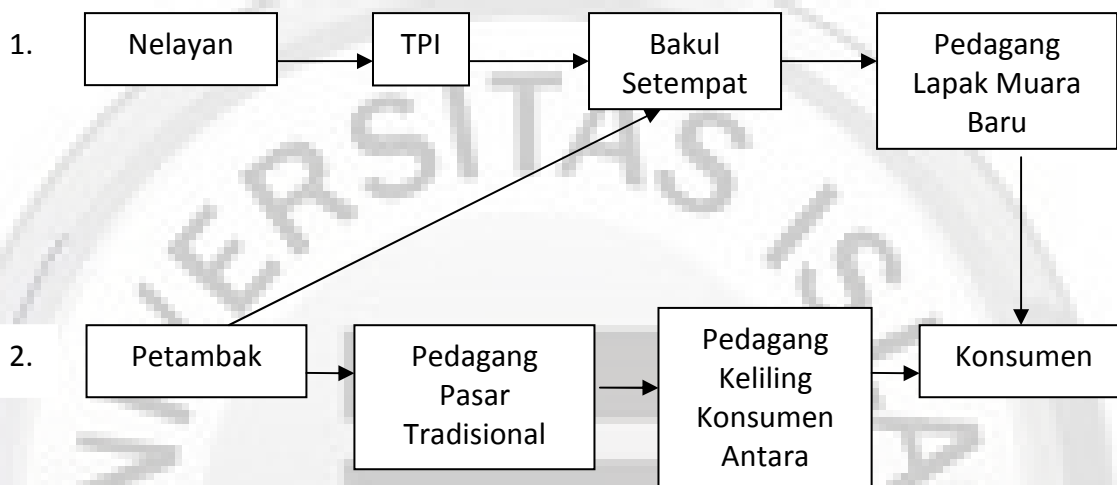 1.
Nelayan
TPI
Bakul
Setempat
Pedagang
Lapak Muara
Baru
2.
Petambak
Pedagang
Pasar
Tradisional
Pedagang
Keliling
Konsumen
Antara
Konsumen